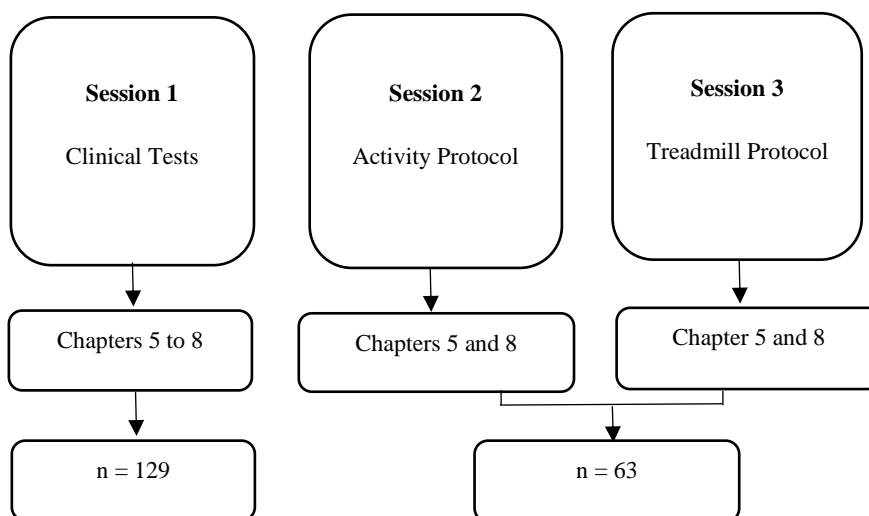 Session 1
Clinical Tests
Session 2
Activity Protocol
Session 3
Treadmill Protocol
Chapters 5 to 8
Chapters 5 and 8
Chapter 5 and 8
n = 129
n = 63